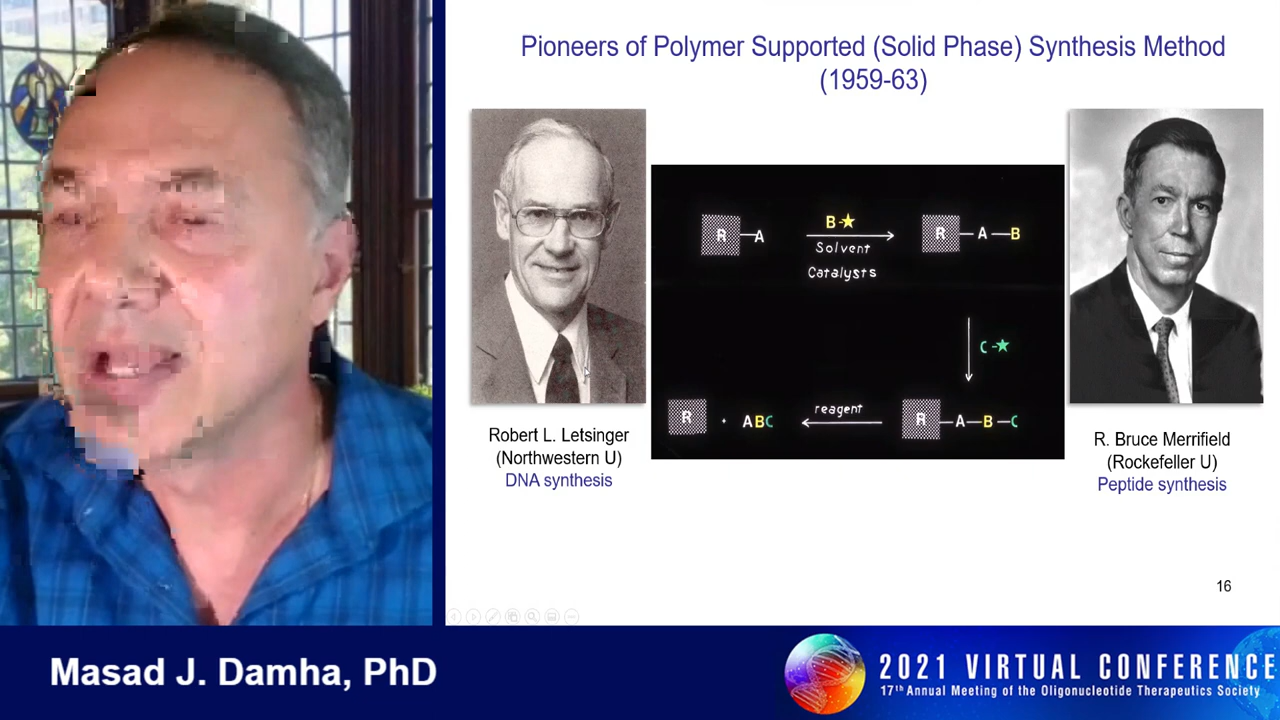 Pioneers of Polymer Supported (Solid Phase) Synthesis Method
(1959-63)
R
A
B
Solvent
Catalysts
R
A
B
C
reagent
R
ABC
R
A
B
C
Robert L. Letsinger
(Northwestern U)
DNA synthesis
R. Bruce Merrifield
(Rockefeller U)
Peptide synthesis
16
Masad J. Damha, PhD
2021 VIRTUAL CONFERENCE
17th Annual Meeting of the Oligonucleotide Therapeutics Society